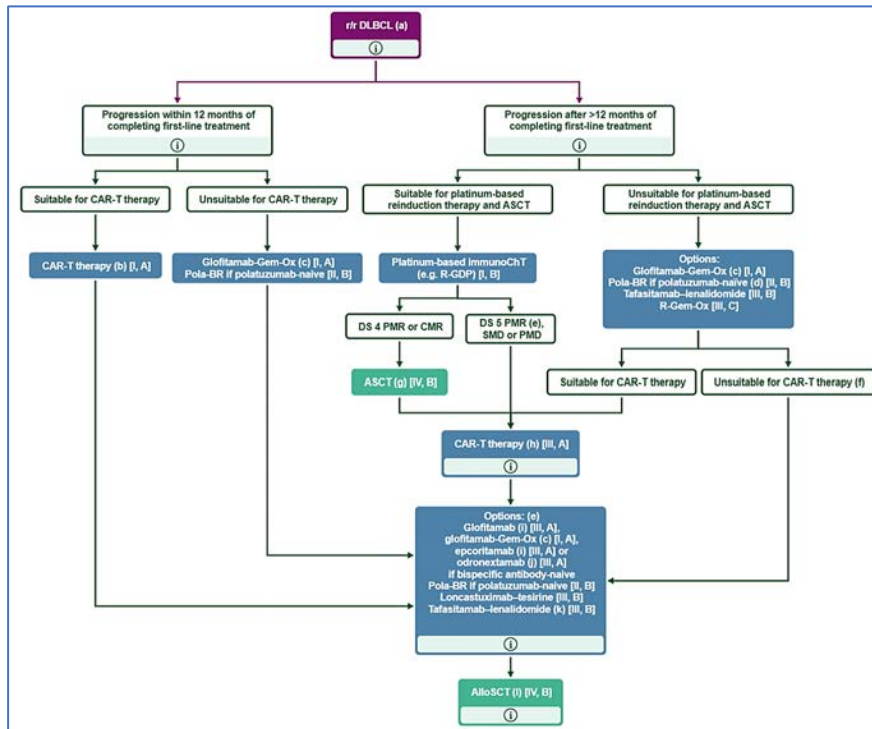 r/r DLBCL (a)
Progression within 12 months of
completing first-line treatment
Progression after >12 months of
completing first-line treatment
Suitable for CAR-T therapy
Unsuitable for CAR-T therapy
Suitable for platinum-based
reinduction therapy and ASCT
Unsuitable for platinum-based
reinduction therapy and ASCT
CAR-T therapy (b) [I, A]
Glofitamab-Gem-Ox (c) [I, A]
Pola-BR if polatuzumab-naive [II, B]
Platinum-based immunoChT
(e.g. R-GDP) [I, B]
Options:
Glofitamab-Gem-Ox (c) [I, A]
Pola-BR if polatuzumab-naïve (d) [II, B]
Tafasitamab–lenalidomide [III, B]
R-Gem-Ox [III, C]
DS 4 PMR or CMR
DS 5 PMR (e),
SMD or PMD
ASCT (g) [IV, B]
Suitable for CAR-T therapy
Unsuitable for CAR-T therapy (f)
CAR-T therapy (h) [III, A]
Options: (e)
Glofitamab (i) [III, A],
glofitamab-Gem-Ox (c) [I, A],
epcoritamab (i) [III, A] or
odronextamab (j) [III, A]
if bispecific antibody-naive
Pola-BR if polatuzumab-naive [II, B]
Loncastuximab–tesirine [III, B]
Tafasitamab–lenalidomide (k) [III, B]
AlloSCT (l) [IV, B]